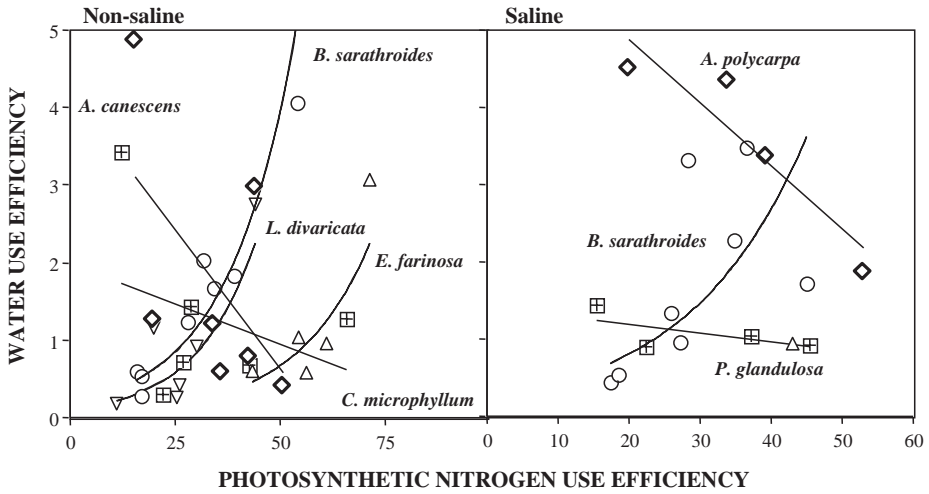 Non-saline
Saline
5
4
3
2
1
0
WATER USE EFFICIENCY
B. sarathroides
A. canescens
L. divaricata
E. farinosa
C. microphyllum
A. polycarpa
B. sarathroides
P. glandulosa
0 25 50 75
0 20 30 40 50 60
PHOTOSYNTHETIC NITROGEN USE EFFICIENCY